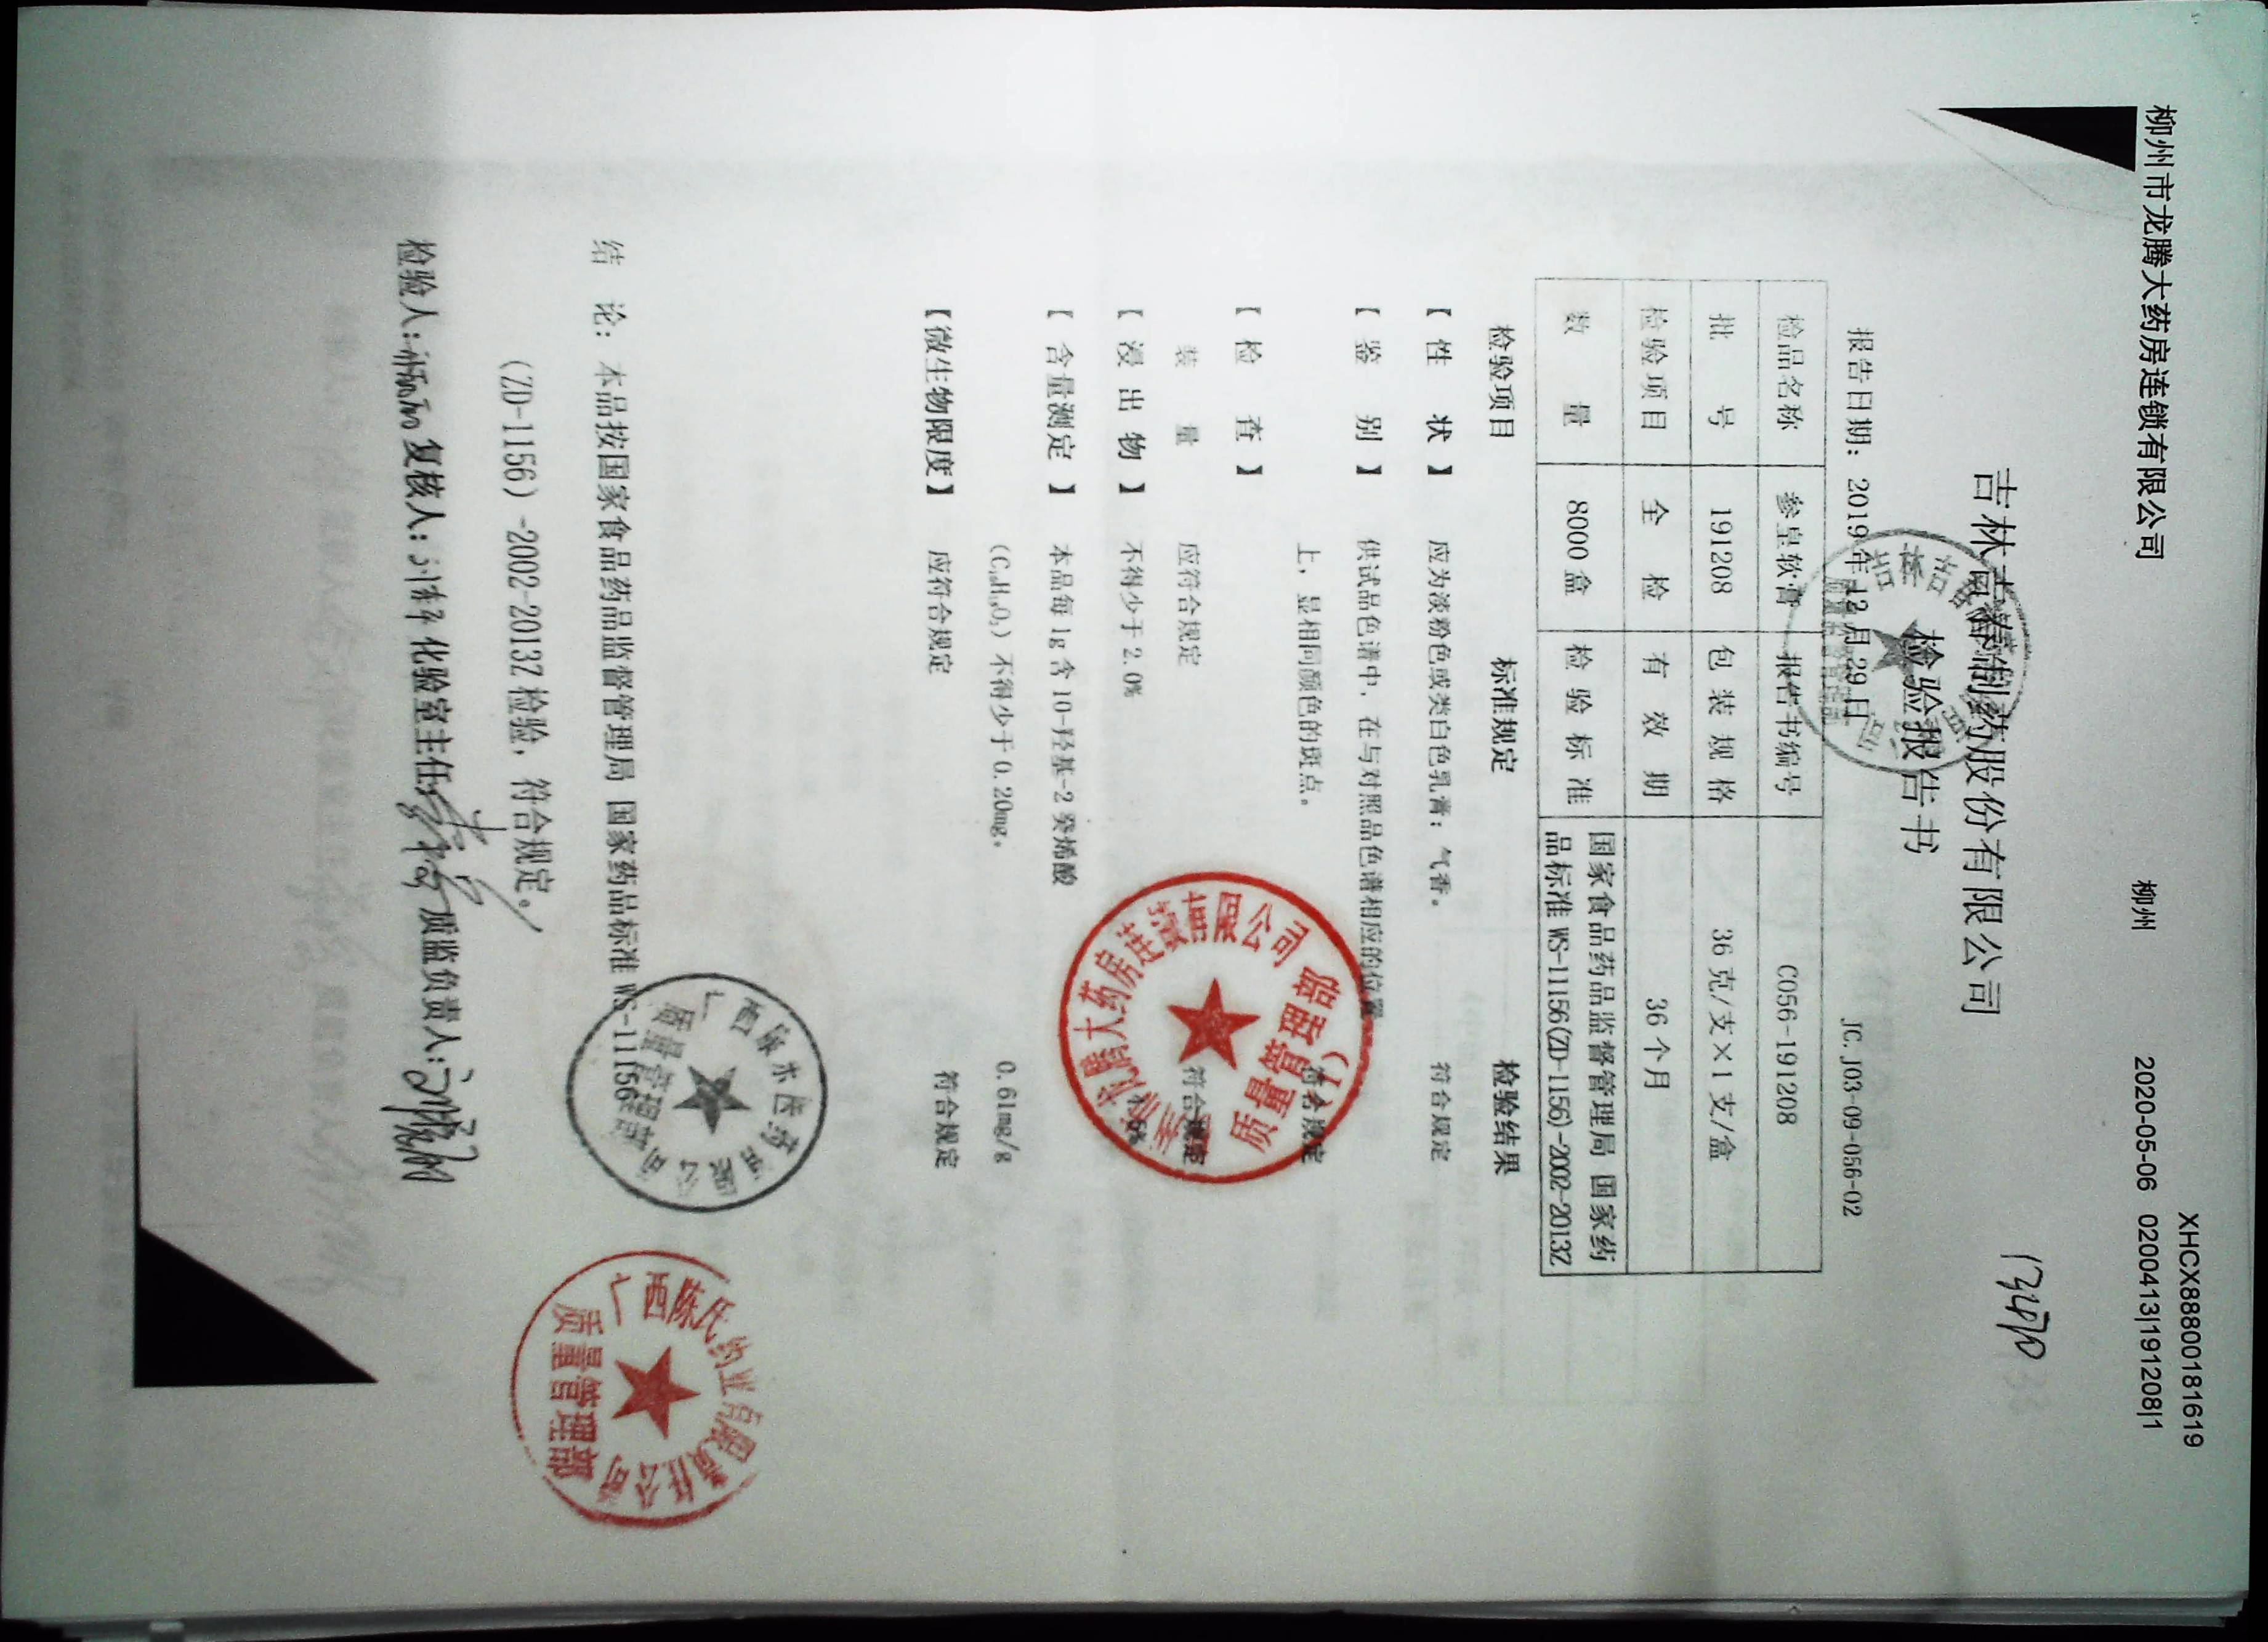 XHCX8880018161​9
柳州市龙腾大药房连锁有限公司 柳州 2020-05-06 0200413|191208|1
13490
吉林吉春制药股份有限公司
检验报告书
报告日期：2019年12月29日 JC.J03-09-056-02
检品名称 参皇软膏 报告书编号 C056-191208
批 号 191208 包装规格 36克/支×1支/盒
检验项目 全 检 有 效 期 36个月
数 量 8000盒 检验标准 国家食品药品监督管理局 国家药
品标准 WS-11156(ZD-1156)-2002-2013Z
检验项目 标准规定 检验结果
【性 状】 应为淡粉色或类白色乳膏；气香。 符合规定
【鉴 别】 供试品色谱中，在与对照品色谱相应的位置
上，显相同颜色的斑点。 符合规定
【检 查】
装 量 应符合规定 符合规定
【浸 出 物】 不得少于2.0%
【含量测定】 本品每1g含10-羟基-2癸烯酸
(C₁₀H₁₈O₃) 不得少于0.20mg。 0.61mg/g
【微生物限度】 应符合规定 符合规定
结 论：本品按国家食品药品监督管理局 国家药品标准 WS-11156
(ZD-1156)-2002-2013Z检验，符合规定。
检验人： 复核人： 化验室主任 质监负责人：
龙腾大药房连锁有限公司
质量管理部
(1)
质量管理部
广西陈氏药业有限责任公司
质量管理部